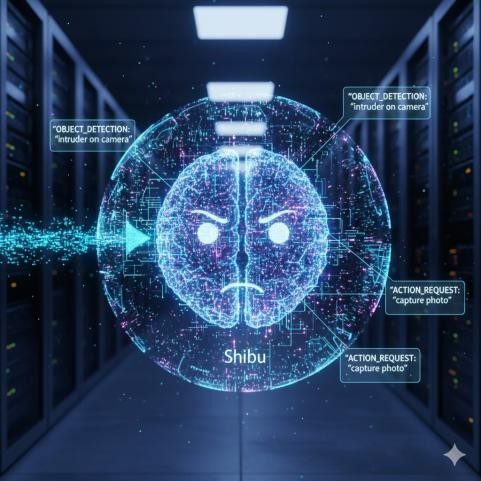 "OBJECT_DETECTION:
"intruder on camera"
"OBJECT_DETECTION:
"intruder on camera"
"ACTION_REQUEST:
"capture photo"
Shibu
"ACTION_REQUEST:
"capture photo"